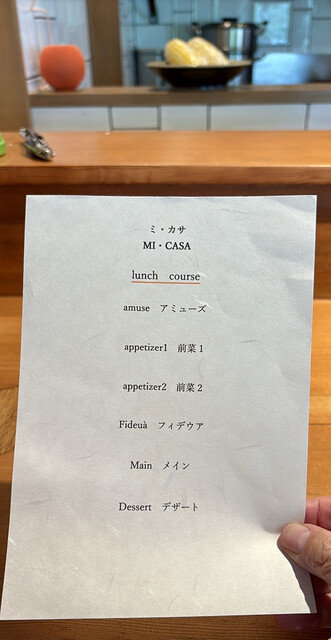 ミ・カサ
MI・CASA
lunch course
amuse アミューズ
appetizer1 前菜1
appetizer2 前菜2
Fideuà フィデウア
Main メイン
Dessert デザート